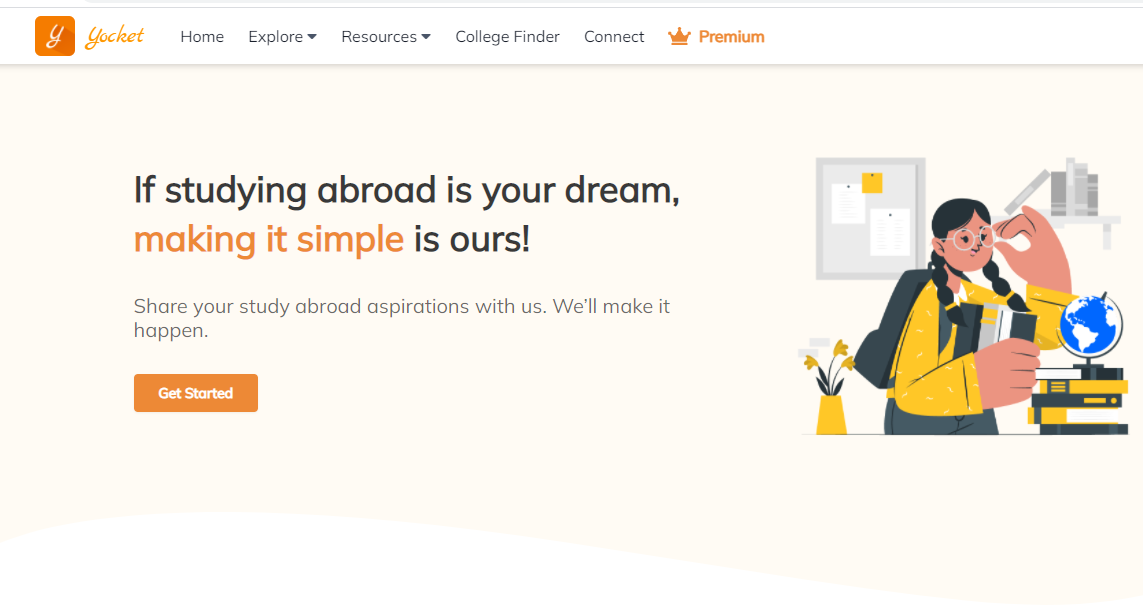 Y Yocket Home Explore Resources College Finder Connect Premium
If studying abroad is your dream,
making it simple is ours!
Share your study abroad aspirations with us. We’ll make it
happen.
Get Started